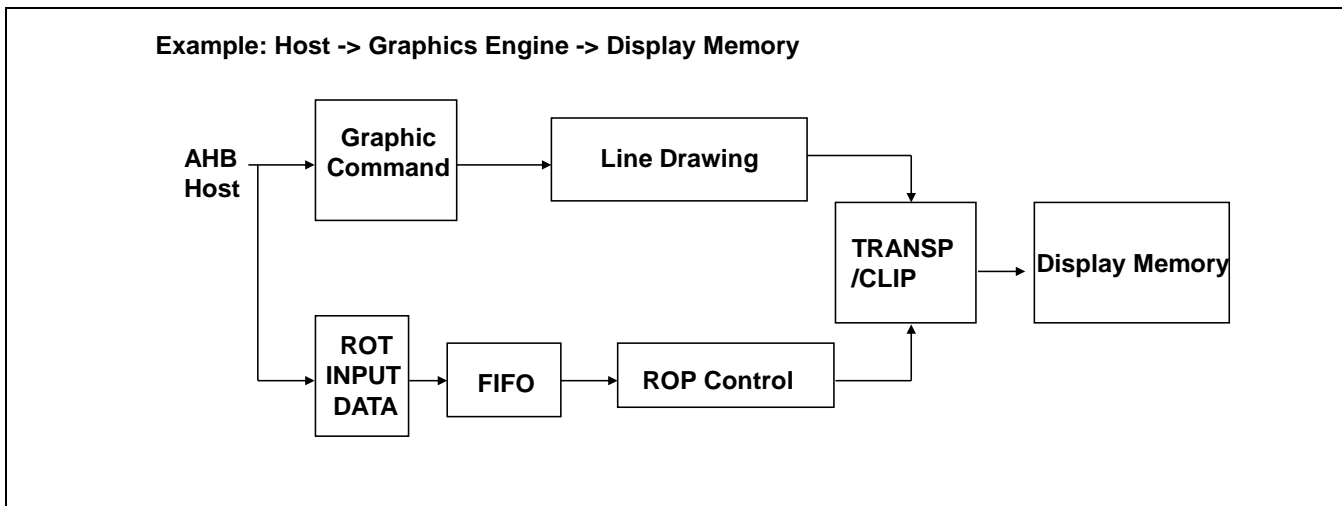 Example: Host -> Graphics Engine -> Display Memory
AHB
Host
Graphic
Command
Line Drawing
TRANSP
/CLIP
Display Memory
ROT
INPUT
DATA
FIFO
ROP Control